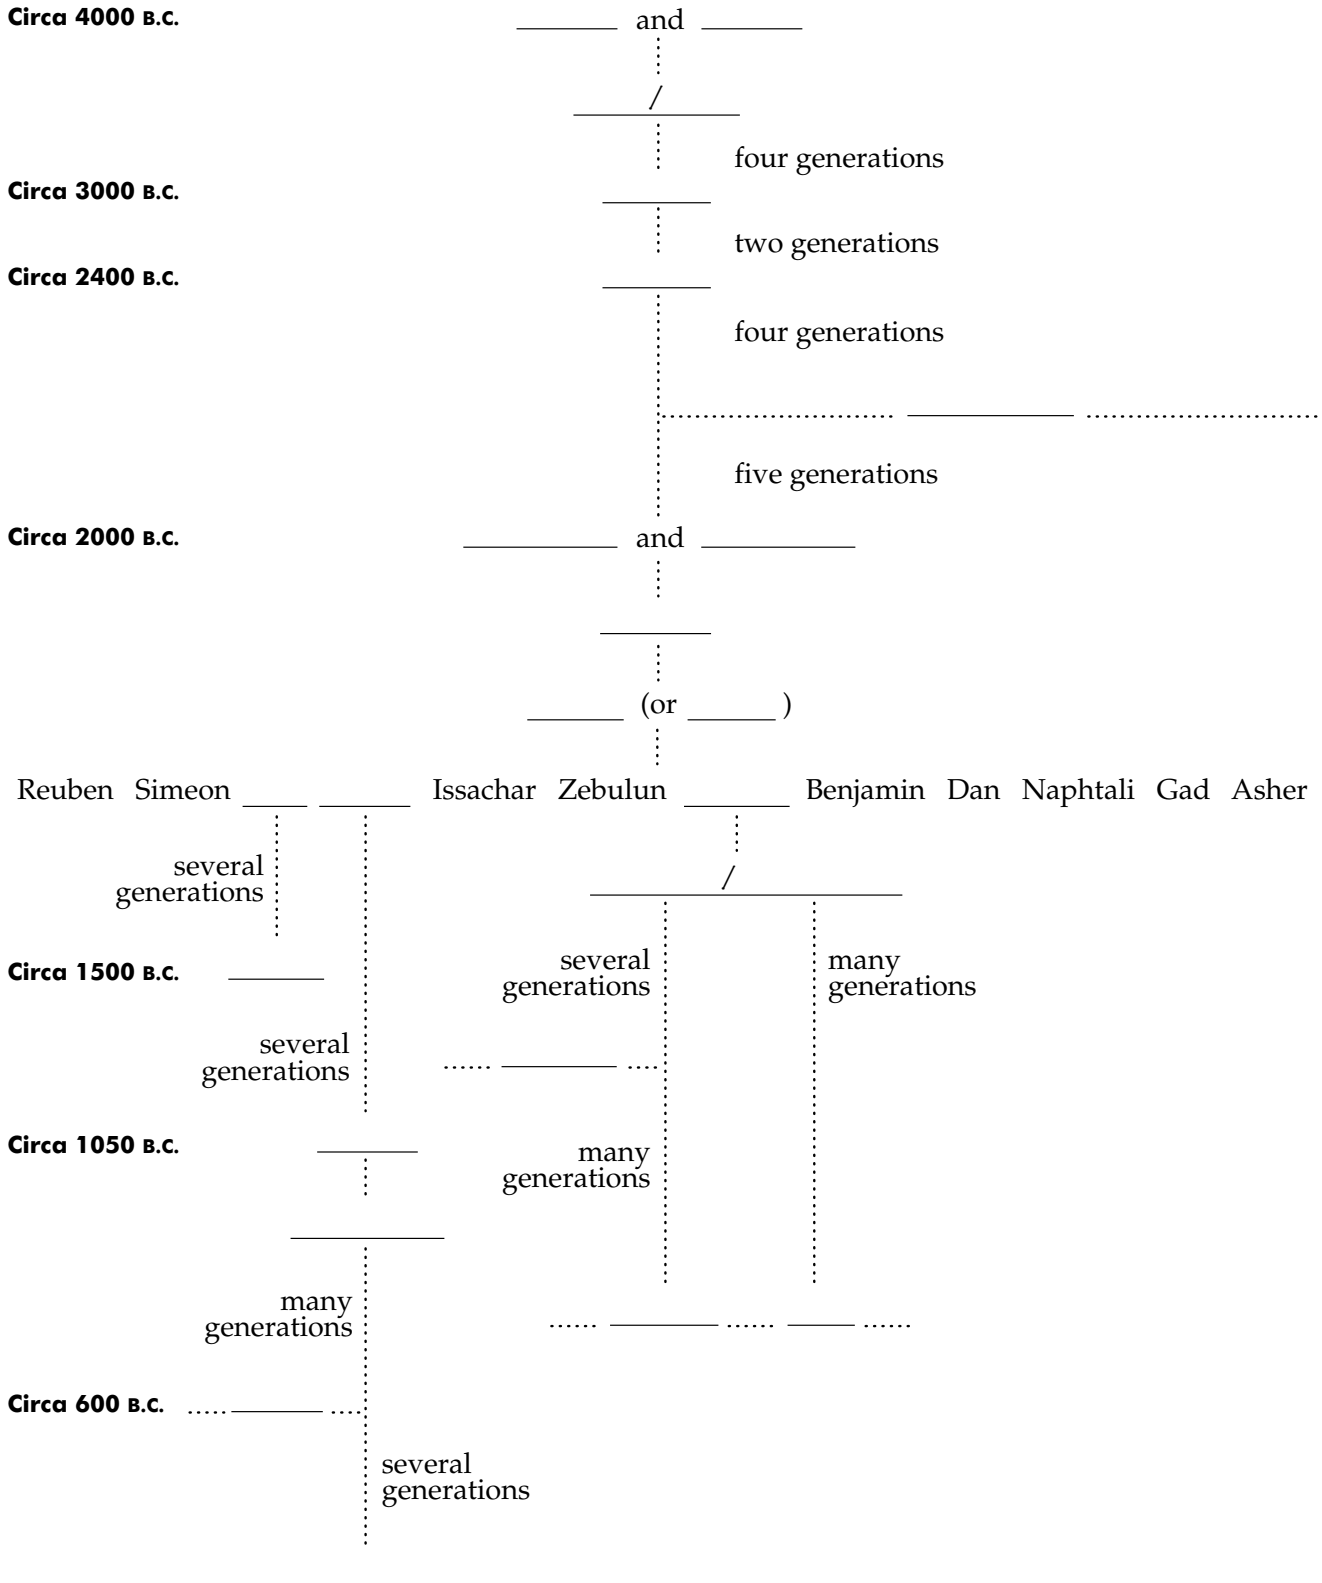 Circa 4000 B.C.
and
/
four generations
Circa 3000 B.C.
two generations
Circa 2400 B.C.
four generations
five generations
Circa 2000 B.C.
and
(or )
Reuben Simeon Issachar Zebulun Benjamin Dan Naphtali Gad Asher
several
generations
/
several
generations
many
generations
Circa 1500 B.C.
several
generations
Circa 1050 B.C.
many
generations
many
generations
Circa 600 B.C.
several
generations